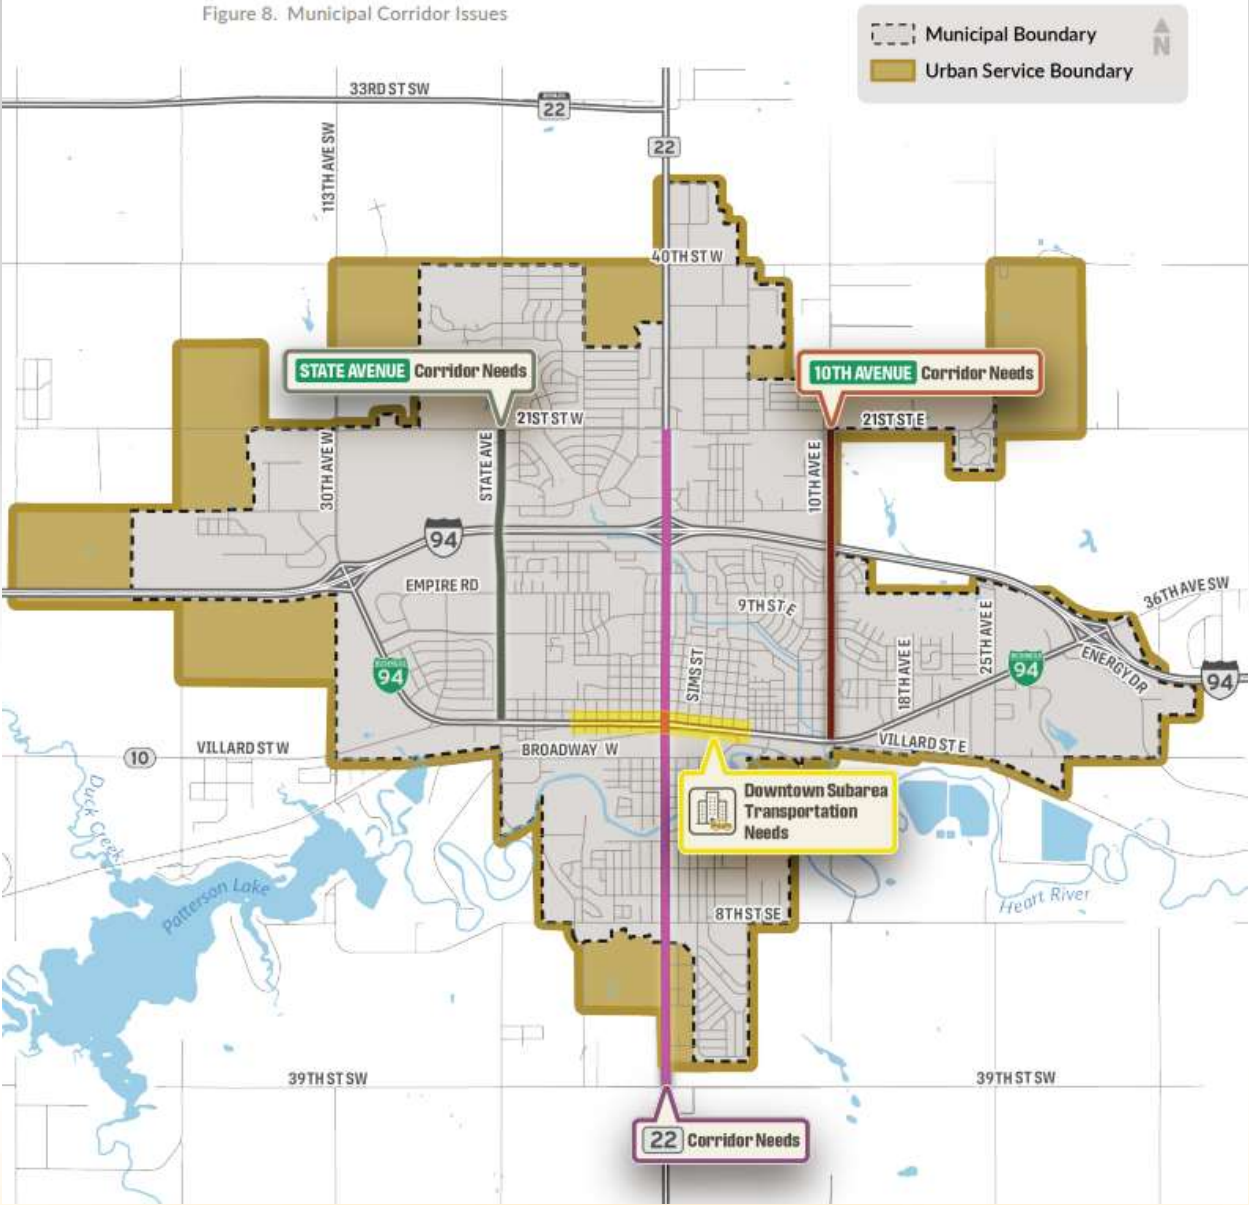 Figure 8. Municipal Corridor Issues
Municipal Boundary
N
Urban Service Boundary
33RD ST SW
22
22
113TH AVE SW
40TH ST W
STATE AVENUE Corridor Needs
10TH AVENUE Corridor Needs
21ST ST W
21ST ST E
30TH AVE W
STATE AVE
10TH AVE E
94
EMPIRE RD
9TH ST E
36TH AVE SW
25TH AVE E
18TH AVE E
SIMS ST
BUSINESS
94
BUSINESS
94
ENERGY DR
94
VILLARD ST W
10
BROADWAY W
VILLARD ST E
Downtown Subarea
Transportation
Needs
Duck Creek
Patterson Lake
Heart River
8TH ST SE
39TH ST SW
39TH ST SW
22 Corridor Needs